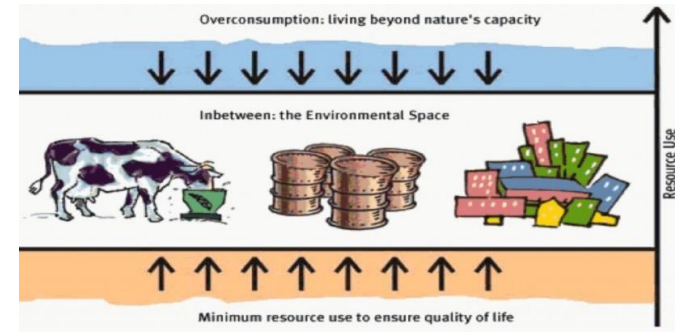 Overconsumption: living beyond nature's capacity
Inbetween: the Environmental Space
Resource Use
Minimum resource use to ensure quality of life